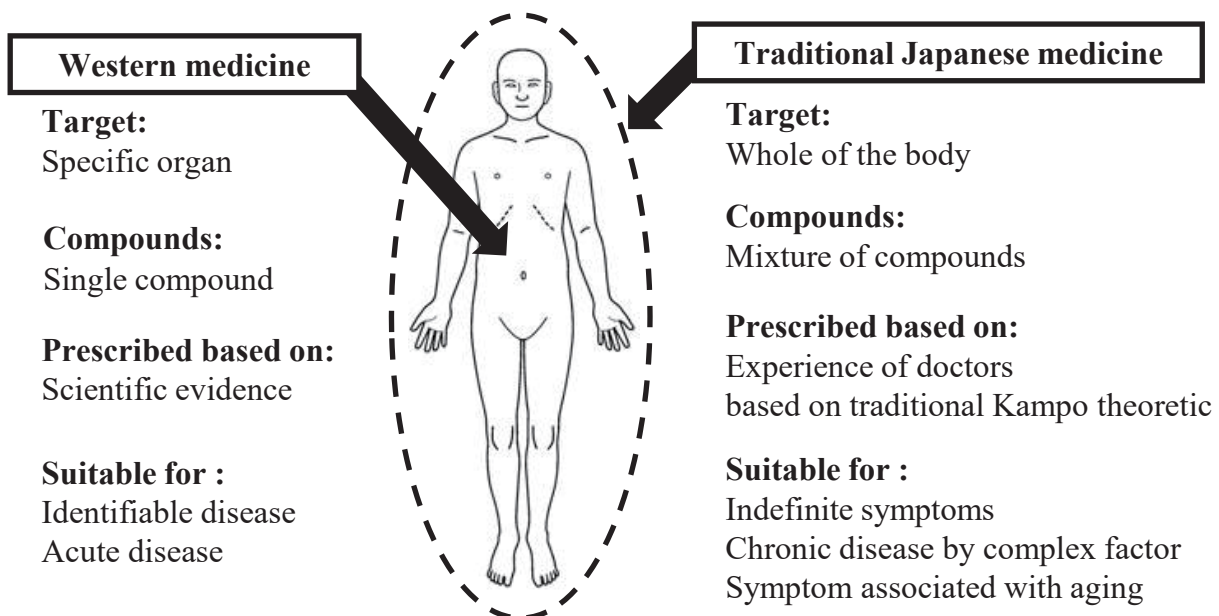 Western medicine
Target:
Specific organ
Compounds:
Single compound
Prescribed based on:
Scientific evidence
Suitable for :
Identifiable disease
Acute disease
Traditional Japanese medicine
Target:
Whole of the body
Compounds:
Mixture of compounds
Prescribed based on:
Experience of doctors
based on traditional Kampo theoretic
Suitable for :
Indefinite symptoms
Chronic disease by complex factor
Symptom associated with aging